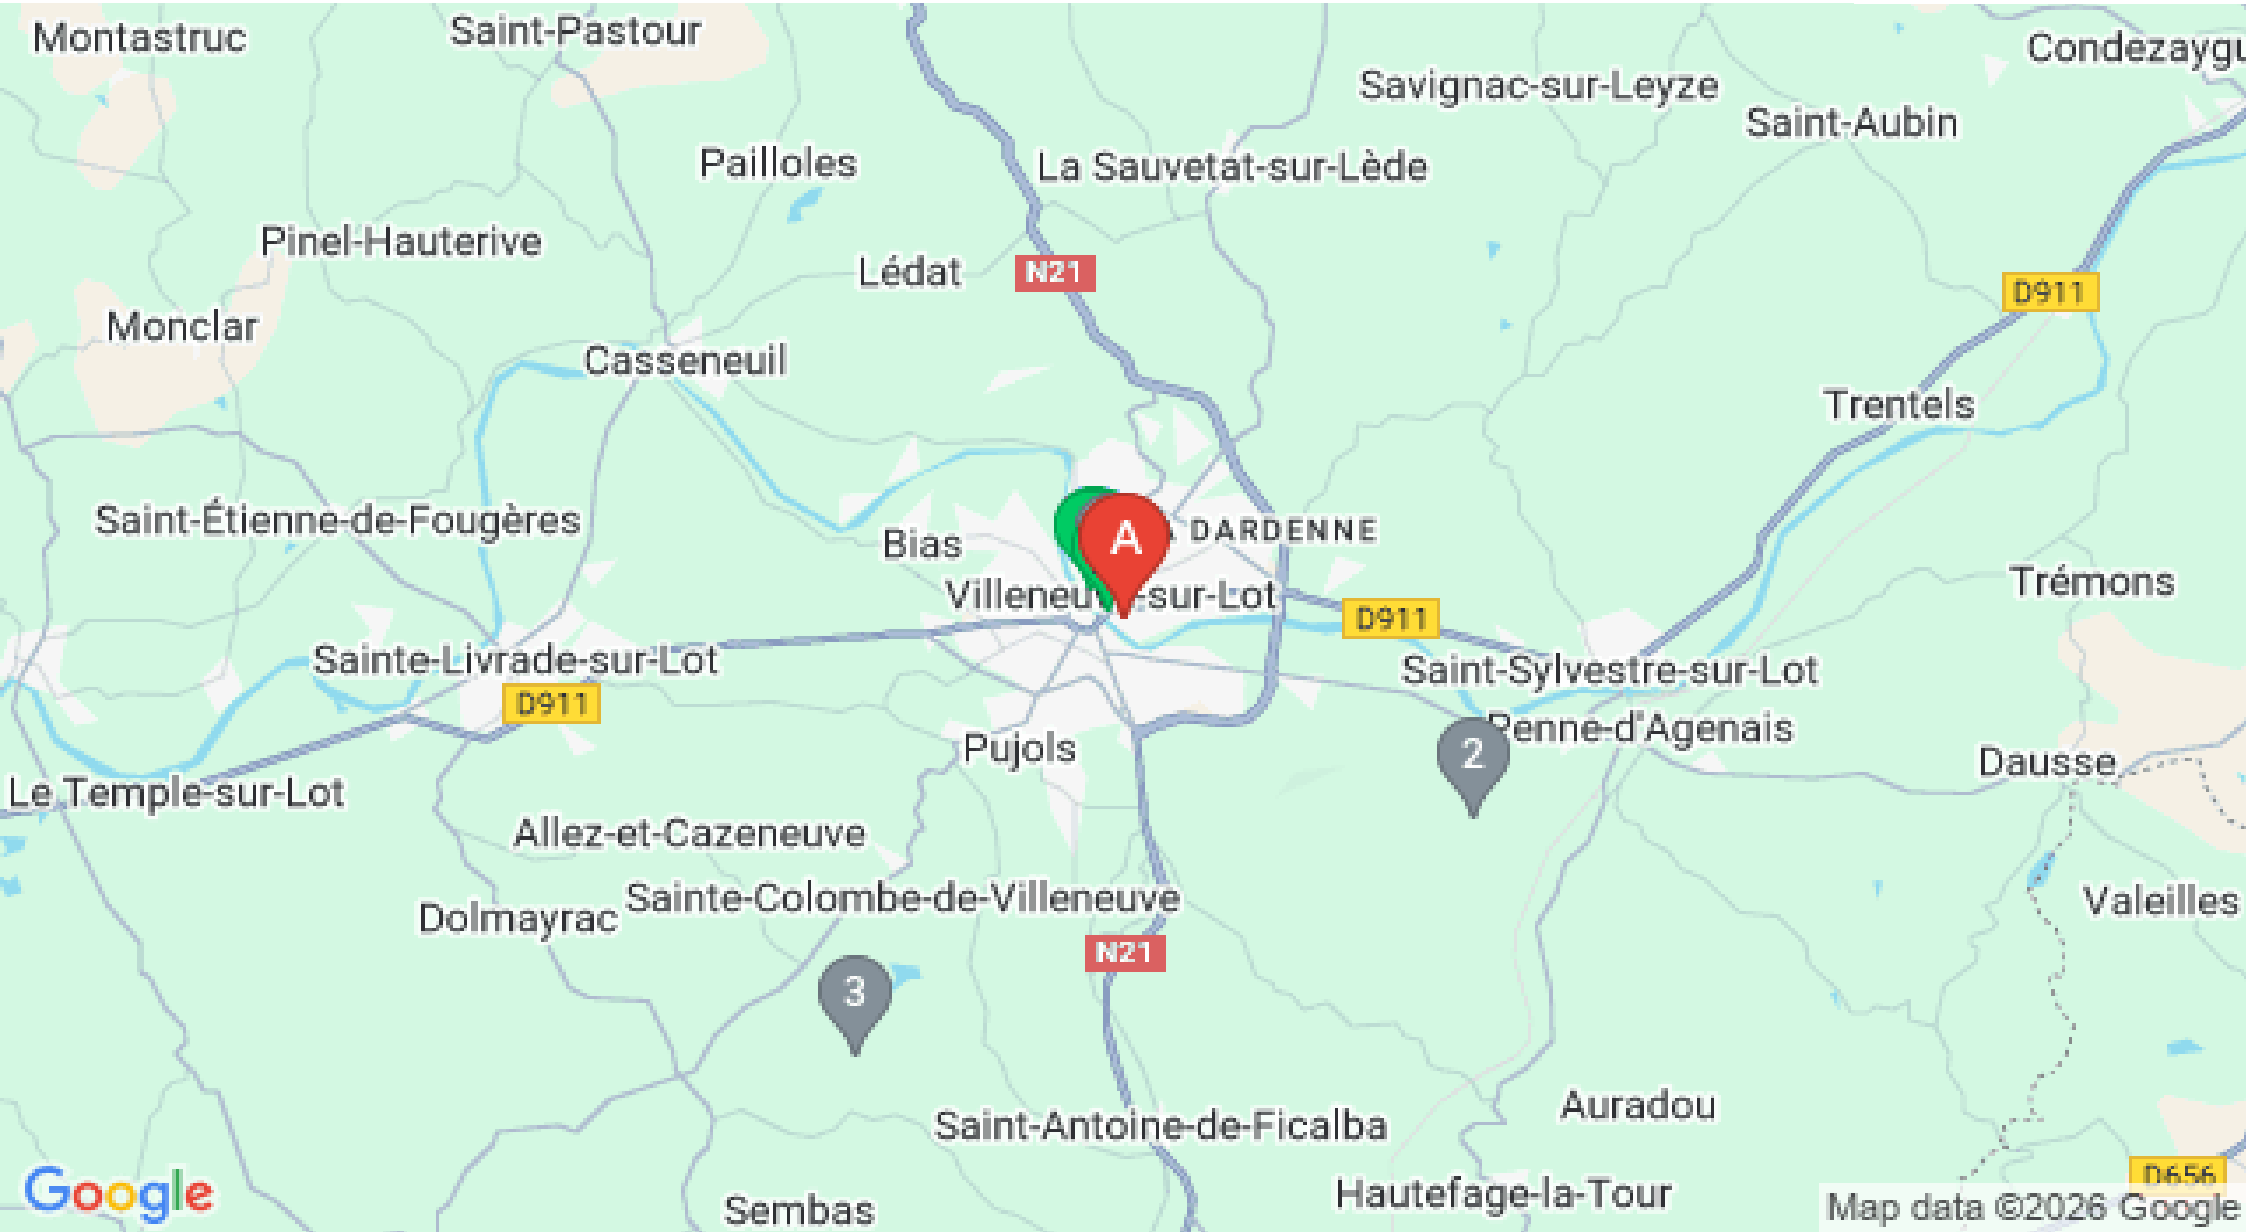 Montastruc
Saint-Pastour
Condezaygu
Savignac-sur-Leyze
Saint-Aubin
Pailloles
La Sauvetat-sur-Lède
Pinel-Hauterive
Lédat
N21
D911
Monclar
Casseneuil
Trentels
Saint-Étienne-de-Fougères
Bias
A
DARDENNE
Villeneuve-sur-Lot
Trémons
D911
Sainte-Livrade-sur-Lot
Saint-Sylvestre-sur-Lot
D911
Penne-d'Agenais
Pujols
2
Dausse
Le Temple-sur-Lot
Allez-et-Cazeneuve
Sainte-Colombe-de-Villeneuve
Valeilles
Dolmayrac
N21
3
Auradou
Saint-Antoine-de-Ficalba
D656
Google
Hautefage-la-Tour
Sembas
Map data ©2026 Google